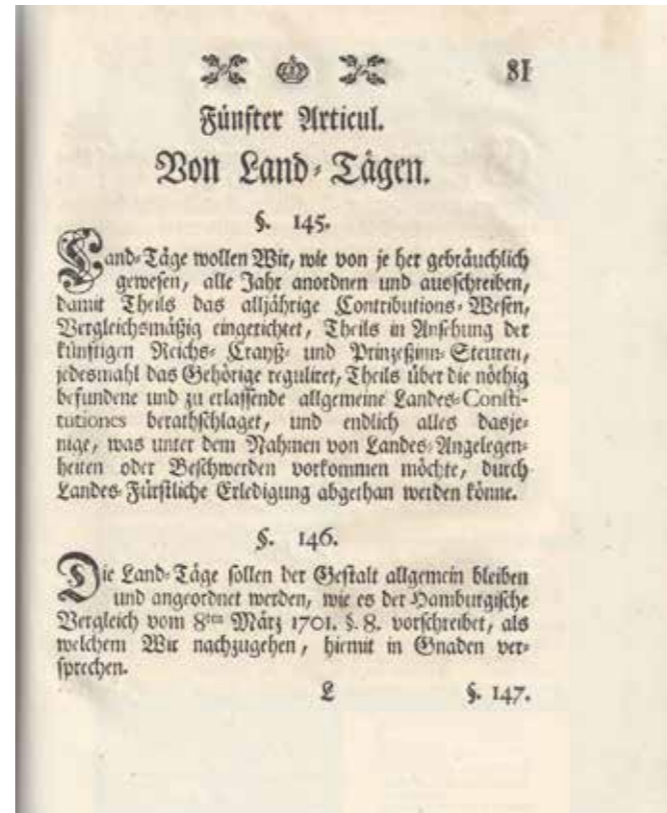 81
Fünfter Articul.
Von Land-Tägen.
§. 145.
Land-Täge wollen Wir, wie von je her gebräuchlich
gewesen, alle Jahr anordnen und ausschreiben,
damit Theils das alljährige Contributions-Wesen,
Vergleichsmäßig eingerichtet, Theils in Ansehung der
künftigen Reichs- Crayß- und Prinzeßinn-Steuren,
jedesmahl das Gehörige reguliret, Theils über die nöthig
befundene und zu erlassende allgemeine Landes-Consti-
tutiones berathschlaget, und endlich alles dasje-
nige, was unter dem Nahmen von Landes-Angelegen-
heiten oder Beschwerden vorkommen möchte, durch
Landes-Fürstliche Erledigung abgethan werden könne.
§. 146.
Die Land-Täge sollen der Gestalt allgemein bleiben
und angeordnet werden, wie es der Hamburgische
Vergleich vom 8ten März 1701. §. 8. vorschreibet, als
welchem Wir nachzugehen, hiemit in Gnaden ver-
sprechen.
L §. 147.